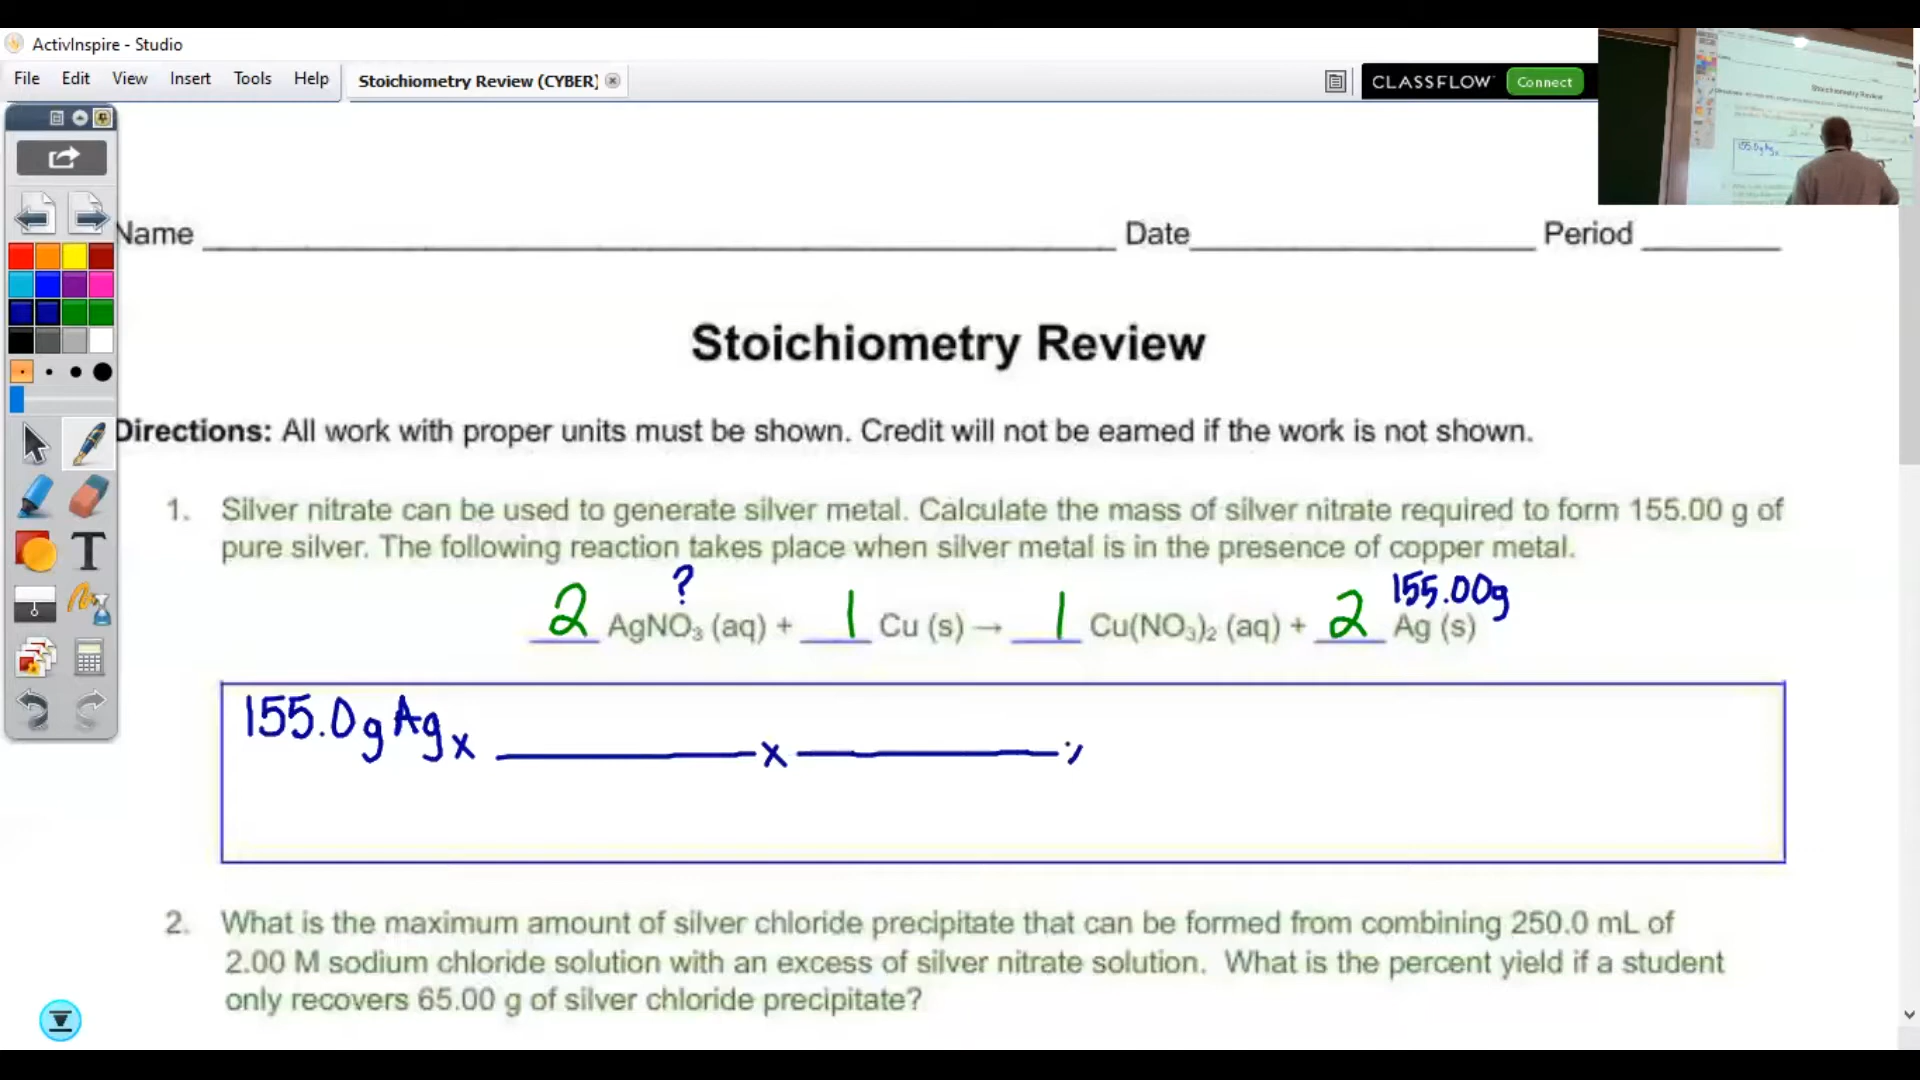 ActivInspire - Studio
File Edit View Insert Tools Help
Stoichiometry Review (CYBER)
CLASSFLOW Connect
Name Date Period
Stoichiometry Review
Directions: All work with proper units must be shown. Credit will not be earned if the work is not shown.
1. Silver nitrate can be used to generate silver metal. Calculate the mass of silver nitrate required to form 155.00 g of
pure silver. The following reaction takes place when silver metal is in the presence of copper metal.
? 155.00g
2 AgNO₃ (aq) + 1 Cu (s) → 1 Cu(NO₃)₂ (aq) + 2 Ag (s)
155.0g Ag x x
2. What is the maximum amount of silver chloride precipitate that can be formed from combining 250.0 mL of
2.00 M sodium chloride solution with an excess of silver nitrate solution. What is the percent yield if a student
only recovers 65.00 g of silver chloride precipitate?